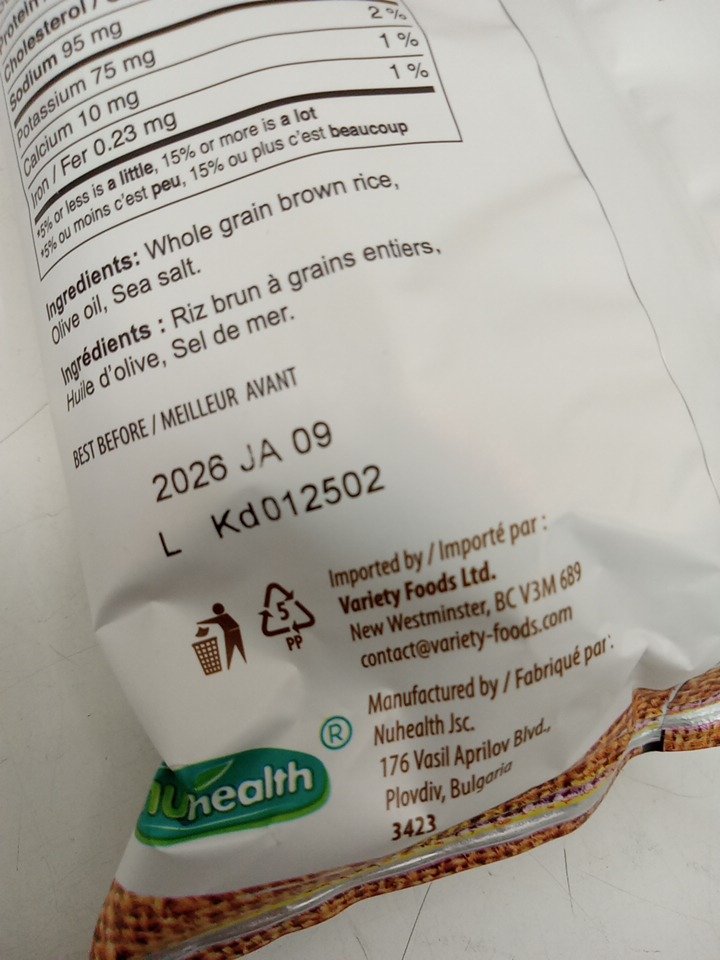 Protein
Cholesterol /
Sodium 95 mg
Potassium 75 mg 2 %
Calcium 10 mg 1 %
Iron / Fer 0.23 mg 1 %
*5% or less is a little, 15% or more is a lot
*5% ou moins c'est peu, 15% ou plus c'est beaucoup
Ingredients: Whole grain brown rice,
Olive oil, Sea salt.
Ingrédients : Riz brun à grains entiers,
Huile d'olive, Sel de mer.
BEST BEFORE / MEILLEUR AVANT
2026 JA 09
L Kd012502
Imported by / Importé par :
Variety Foods Ltd.
New Westminster, BC V3M 6B9
contact@variety-foods.com
5
PP
Manufactured by / Fabriqué par:
Nuhealth Jsc.
176 Vasil Aprilov Blvd.,
Plovdiv, Bulgaria
3423
nuhealth ®